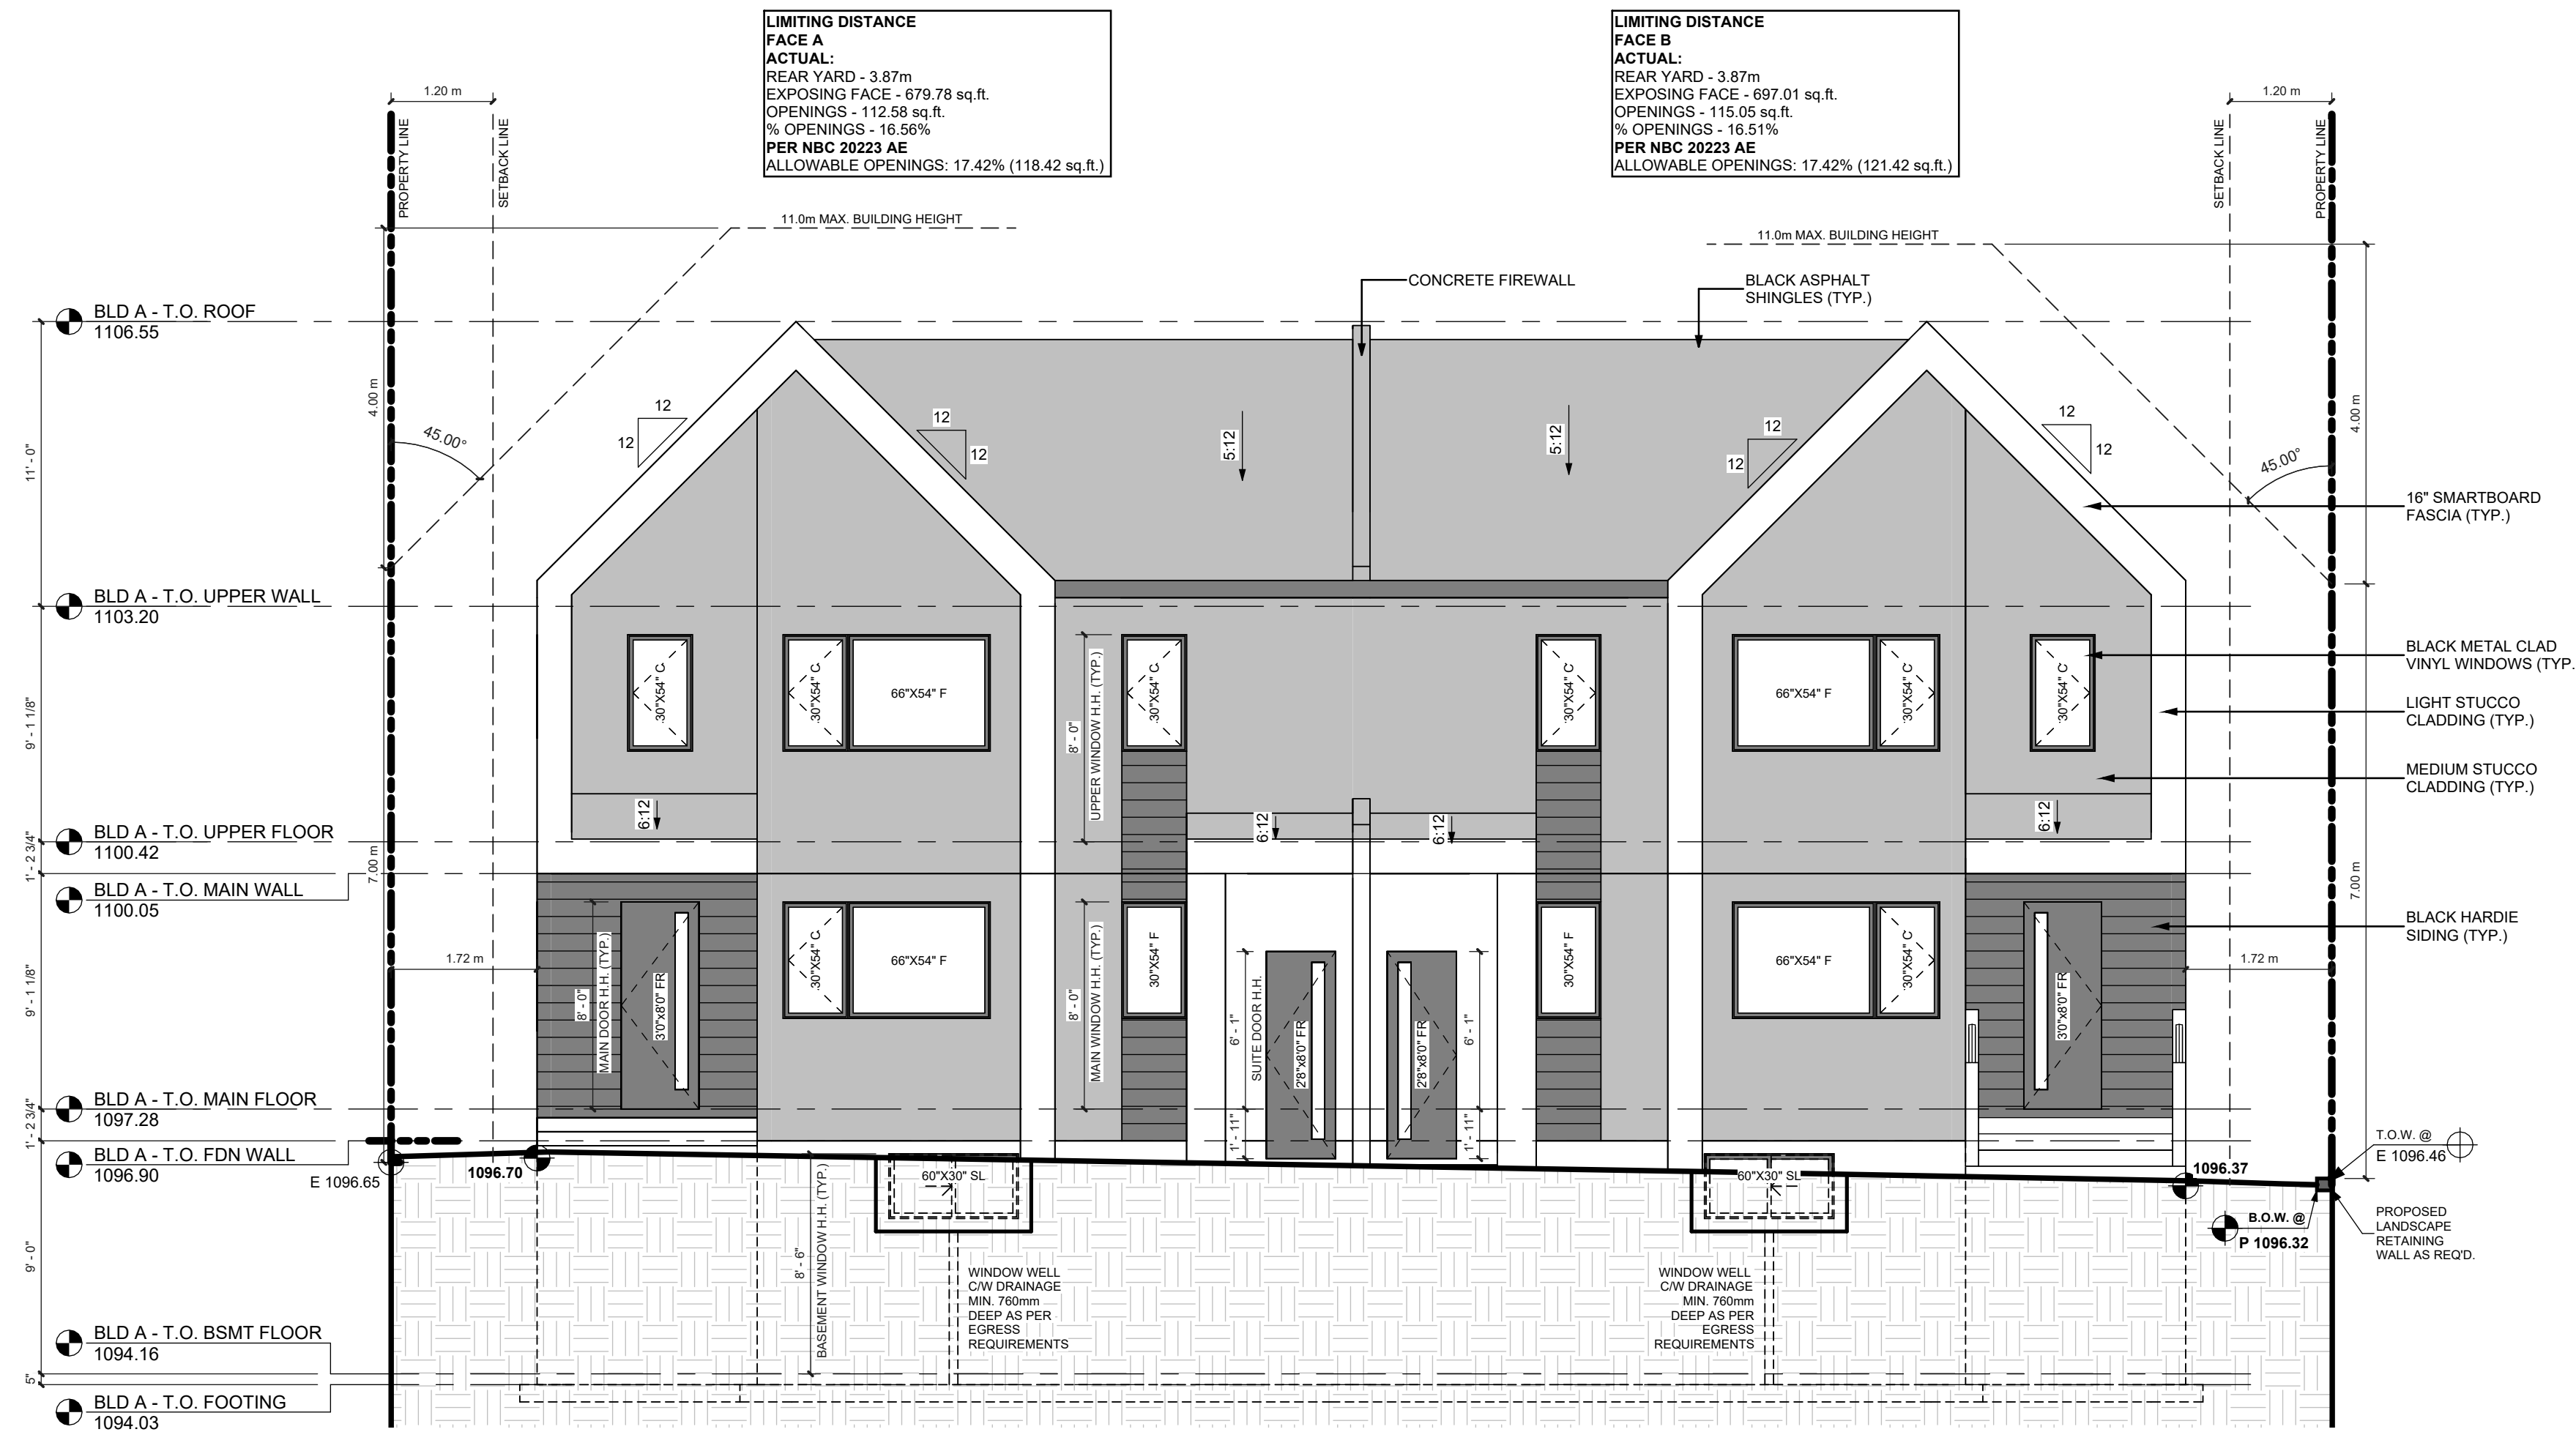 LIMITING DISTANCE
FACE A
ACTUAL:
REAR YARD - 3.87m
EXPOSING FACE - 679.78 sq.ft.
OPENINGS - 112.58 sq.ft.
% OPENINGS - 16.56%
PER NBC 20223 AE
ALLOWABLE OPENINGS: 17.42% (118.42 sq.ft.)
LIMITING DISTANCE
FACE B
ACTUAL:
REAR YARD - 3.87m
EXPOSING FACE - 697.01 sq.ft.
OPENINGS - 115.05 sq.ft.
% OPENINGS - 16.51%
PER NBC 20223 AE
ALLOWABLE OPENINGS: 17.42% (121.42 sq.ft.)
1.20 m
PROPERTY LINE
SETBACK LINE
11.0m MAX. BUILDING HEIGHT
11.0m MAX. BUILDING HEIGHT
1.20 m
SETBACK LINE
PROPERTY LINE
CONCRETE FIREWALL
BLACK ASPHALT
SHINGLES (TYP.)
BLD A - T.O. ROOF
1106.55
11' - 0"
4.00 m
45.00°
12
12
12
12
5:12
5:12
12
12
12
12
45.00°
4.00 m
16" SMARTBOARD
FASCIA (TYP.)
BLD A - T.O. UPPER WALL
1103.20
9' - 1 1/8"
30"X54" C
30"X54" C
66"X54" F
8' - 0"
UPPER WINDOW H.H. (TYP.)
30"X54" C
30"X54" C
66"X54" F
30"X54" C
30"X54" C
BLACK METAL CLAD
VINYL WINDOWS (TYP.
LIGHT STUCCO
CLADDING (TYP.)
MEDIUM STUCCO
CLADDING (TYP.)
6:12
6:12
6:12
6:12
BLD A - T.O. UPPER FLOOR
1100.42
1' - 2 3/4"
7.00 m
7.00 m
BLD A - T.O. MAIN WALL
1100.05
9' - 1 1/8"
1.72 m
8' - 0"
MAIN DOOR H.H. (TYP.)
3'0"x8'0" FR
30"X54" C
66"X54" F
8' - 0"
MAIN WINDOW H.H. (TYP.)
30"X54" F
6' - 1"
SUITE DOOR H.H.
2'8"x8'0" FR
2'8"x8'0" FR
6' - 1"
30"X54" F
66"X54" F
30"X54" C
3'0"x8'0" FR
1.72 m
BLACK HARDIE
SIDING (TYP.)
BLD A - T.O. MAIN FLOOR
1097.28
1' - 2 3/4"
1' - 11"
1' - 11"
BLD A - T.O. FDN WALL
1096.90
E 1096.65
1096.70
60"X30" SL
60"X30" SL
1096.37
T.O.W. @
E 1096.46
B.O.W. @
P 1096.32
PROPOSED
LANDSCAPE
RETAINING
WALL AS REQ'D.
9' - 0"
8' - 6"
BASEMENT WINDOW H.H. (TYP.)
WINDOW WELL
C/W DRAINAGE
MIN. 760mm
DEEP AS PER
EGRESS
REQUIREMENTS
WINDOW WELL
C/W DRAINAGE
MIN. 760mm
DEEP AS PER
EGRESS
REQUIREMENTS
BLD A - T.O. BSMT FLOOR
1094.16
5"
BLD A - T.O. FOOTING
1094.03